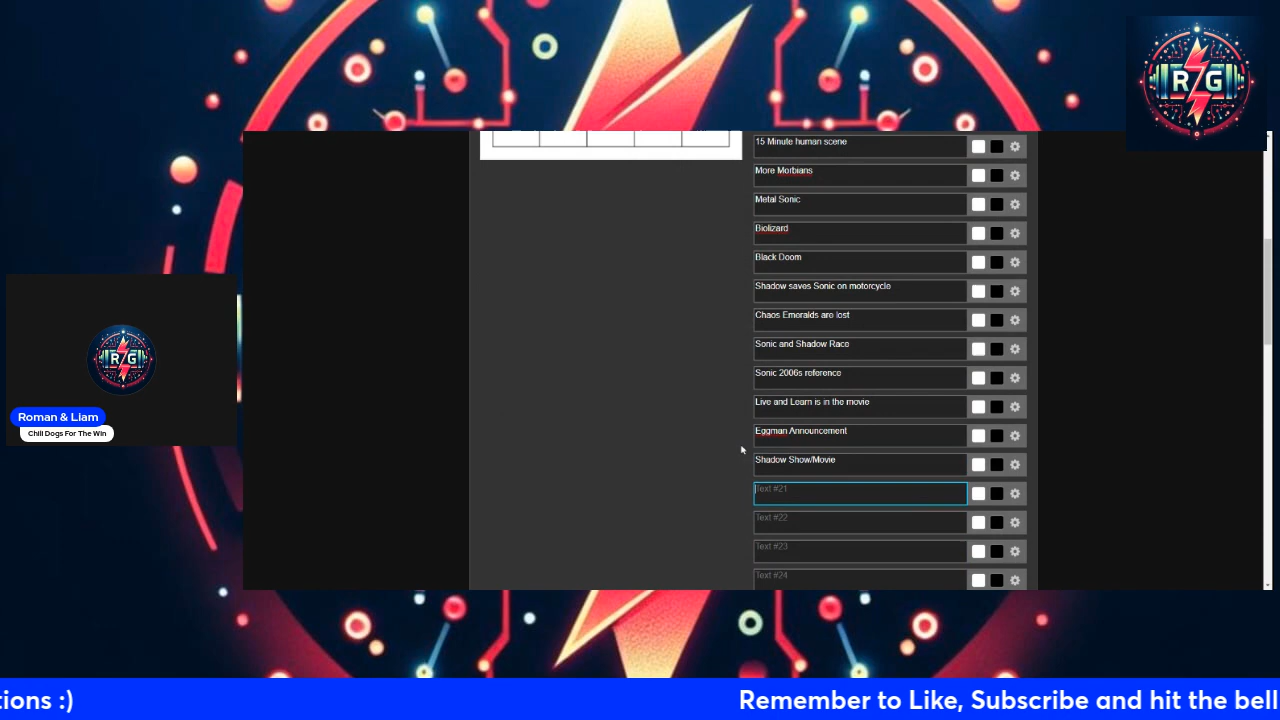 R G
15 Minute human scene
More Morbians
Metal Sonic
Biolizard
Black Doom
Shadow saves Sonic on motorcycle
Chaos Emeralds are lost
Sonic and Shadow Race
Sonic 2006s reference
Live and Learn is in the movie
Eggman Announcement
Shadow Show/Movie
Text #21
Text #22
Text #23
Text #24
R G
Roman & Liam
Chili Dogs For The Win
tions :)
Remember to Like, Subscribe and hit the bell